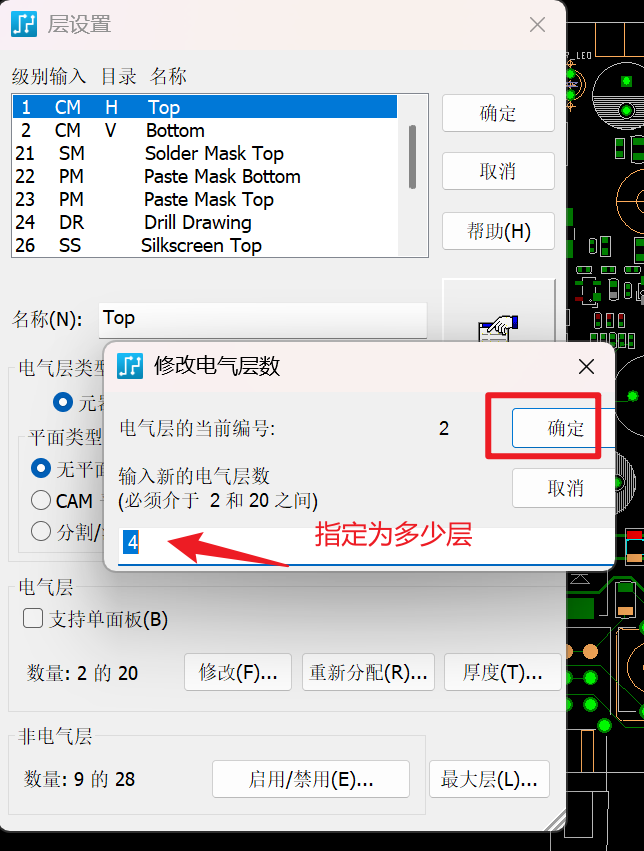 层设置
级别输入 目录 名称
1 CM H Top
2 CM V Bottom
21 SM Solder Mask Top
22 PM Paste Mask Bottom
23 PM Paste Mask Top
24 DR Drill Drawing
26 SS Silkscreen Top
确定
取消
帮助(H)
名称(N): Top
电气层类型
平面类型
无平面
CAM
分割/
修改电气层数
电气层的当前编号: 2
确定
输入新的电气层数
(必须介于 2 和 20 之间)
取消
4
指定为多少层
电气层
支持单面板(B)
数量: 2 的 20
修改(F)...
重新分配(R)...
厚度(T)...
非电气层
数量: 9 的 28
启用/禁用(E)...
最大层(L)...